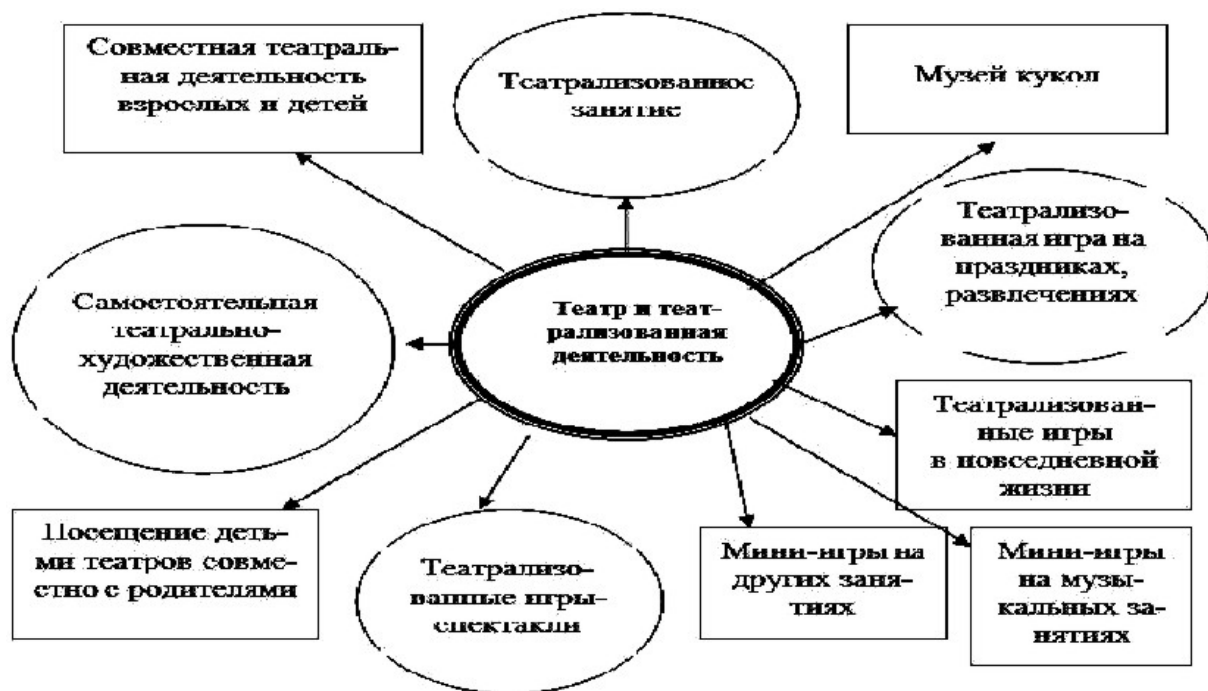 Совместная театраль-
ная деятельность
взрослых и детей
Театрализованное
занятие
Музей кукол
Театрализо-
ванная игра на
праздниках,
развлечениях
Самостоятельная
театрально-
художественная
деятельность
Театр и теат-
рализованная
деятельность
Театрализован-
ные игры
в повседневной
жизни
Посещение деть-
ми театров совме-
стно с родителями
Театрализо-
ванные игры-
спектакли
Мини-игры на
других заня-
тиях
Мини-игры
на музы-
кальных за-
нятиях